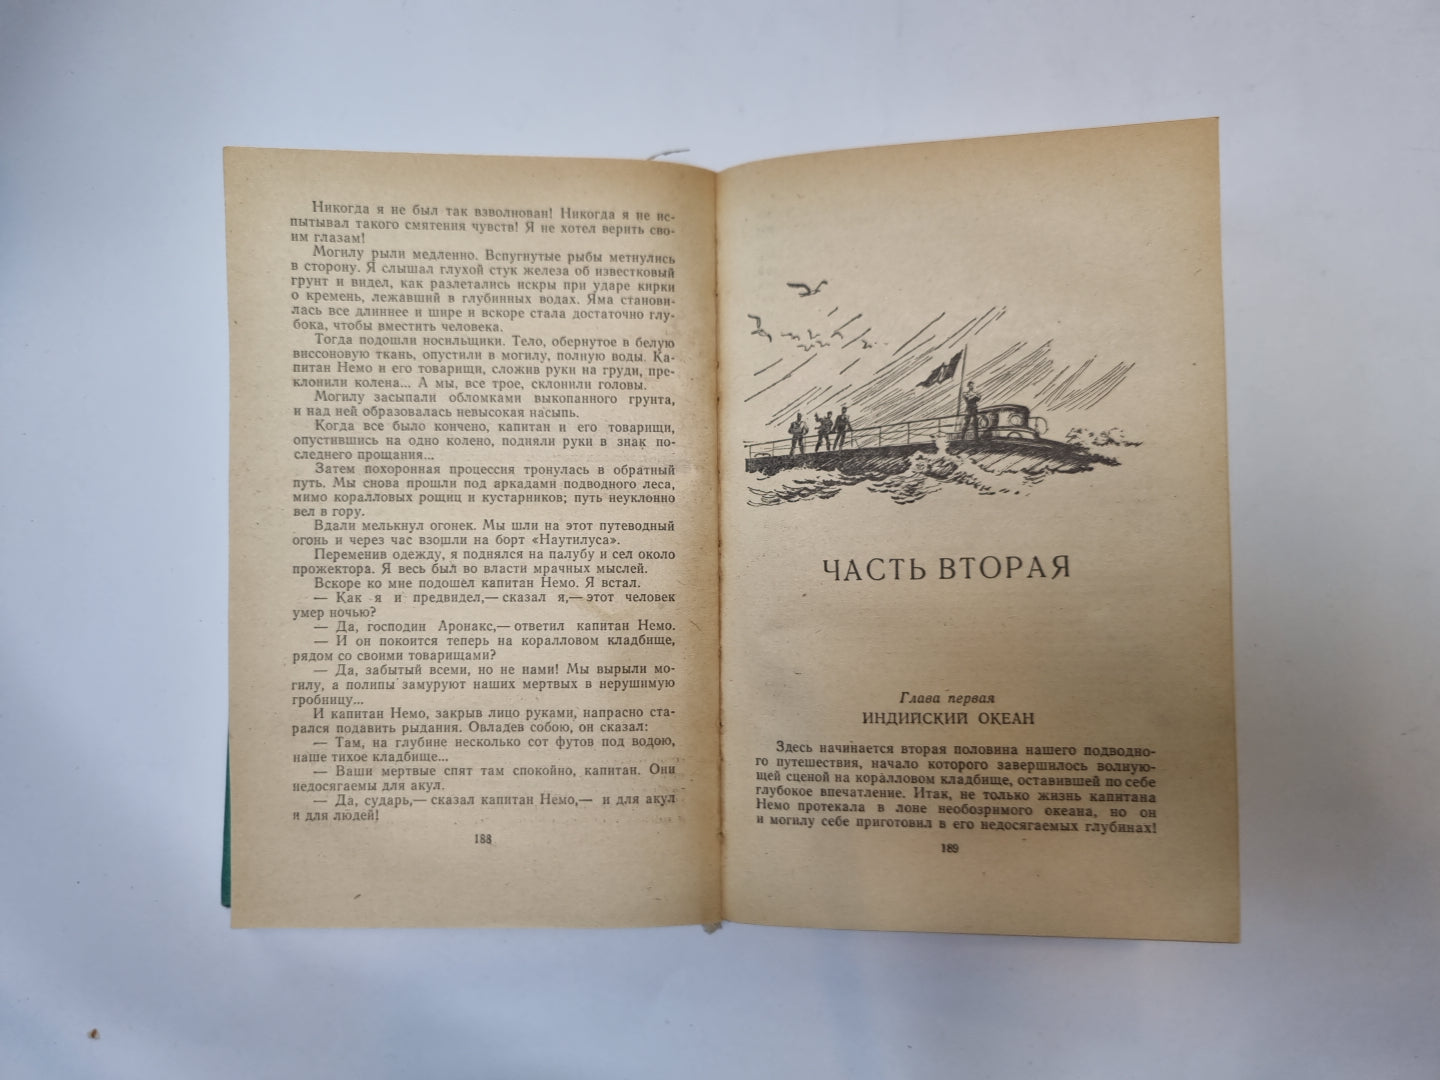 Никогда я не был так взволнован! Никогда я не ис-
пытывал такого смятения чувств! Я не хотел верить сво-
им глазам!
Могилу рыли медленно. Вспугнутые рыбы метнулись
в сторону. Я слышал глухой стук железа об известковый
грунт и видел, как разлетались искры при ударе кирки
о кремень, лежавший в глубинных водах. Яма станови-
лась все длиннее и шире и вскоре стала достаточно глу-
бока, чтобы вместить человека.
Тогда подошли носильщики. Тело, обернутое в белую
виссоновую ткань, опустили в могилу, полную воды. Ка-
питан Немо и его товарищи, сложив руки на груди, пре-
клонили колена... А мы, все трое, склонили головы.
Могилу засыпали обломками выкопанного грунта,
и над ней образовалась невысокая насыпь.
Когда все было кончено, капитан и его товарищи,
опустившись на одно колено, подняли руки в знак по-
следнего прощания...
Затем похоронная процессия тронулась в обратный
путь. Мы снова прошли под аркадами подводного леса,
мимо коралловых рощиц и кустарников; путь неуклонно
вел в гору.
Вдали мелькнул огонек. Мы шли на этот путеводный
огонь и через час взошли на борт «Наутилуса».
Переменив одежду, я поднялся на палубу и сел около
прожектора. Я весь был во власти мрачных мыслей.
Вскоре ко мне подошел капитан Немо. Я встал.
— Как я и предвидел,— сказал я,— этот человек
умер ночью?
— Да, господин Аронакс,— ответил капитан Немо.
— И он покоится теперь на коралловом кладбище,
рядом со своими товарищами?
— Да, забытый всеми, но не нами! Мы вырыли мо-
гилу, а полипы замуруют наших мертвых в нерушимую
гробницу...
И капитан Немо, закрыв лицо руками, напрасно ста-
рался подавить рыдания. Овладев собою, он сказал:
— Там, на глубине несколько сот футов под водою,
наше тихое кладбище...
— Ваши мертвые спят там спокойно, капитан. Они
недосягаемы для акул.
— Да, сударь,— сказал капитан Немо,— и для акул
и для людей!
188
ЧАСТЬ ВТОРАЯ
Глава первая
ИНДИЙСКИЙ ОКЕАН
Здесь начинается вторая половина нашего подводно-
го путешествия, начало которого завершилось волную-
щей сценой на коралловом кладбище, оставившей по себе
глубокое впечатление. Итак, не только жизнь капитана
Немо протекала в лоне необозримого океана, но он
и могилу себе приготовил в его недосягаемых глубинах!
189